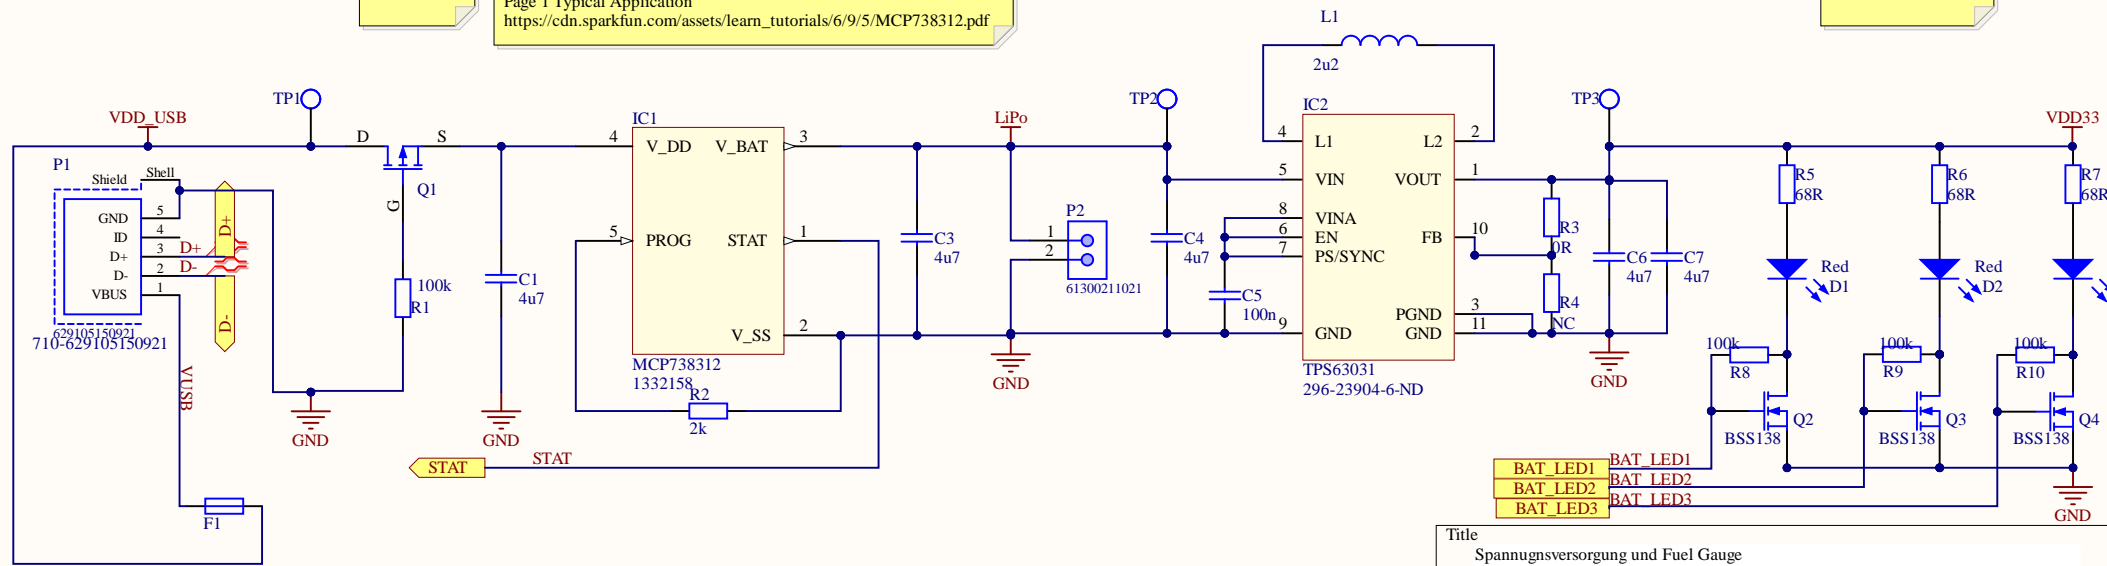 Page 1 Typical Application
https://cdn.sparkfun.com/assets/learn_tutorials/6/9/5/MCP738312.pdf
L1
2u2
TP1
TP2
TP3
VDD_USB
D
S
IC1
LiPo
IC2
VDD33
4
V_DD
V_BAT
3
4
L1
L2
2
P1
Shield
Shell
Q1
G
5
VIN
VOUT
1
R5
68R
R6
68R
R7
68R
GND
5
ID
4
D+
3
D+
D-
2
D-
VBUS
1
D+
D-
629105150921
710-629105150921
5
PROG
STAT
1
P2
1
2
61300211021
8
VINA
6
EN
7
PS/SYNC
FB
10
R3
0R
R4
NC
C3
4u7
C4
4u7
C5
100n
C6
4u7
C7
4u7
Red
D1
Red
D2
100k
R1
C1
4u7
V_SS
2
9
GND
PGND
3
GND
11
MCP738312
1332158
TPS63031
296-23904-6-ND
R2
2k
VUSB
GND
GND
GND
GND
100k
R8
100k
R9
100k
R10
Q2
BSS138
Q3
BSS138
Q4
BSS138
STAT
STAT
BAT_LED1
BAT_LED1
BAT_LED2
BAT_LED2
BAT_LED3
BAT_LED3
GND
F1
Title
Spannugnsversorgung und Fuel Gauge